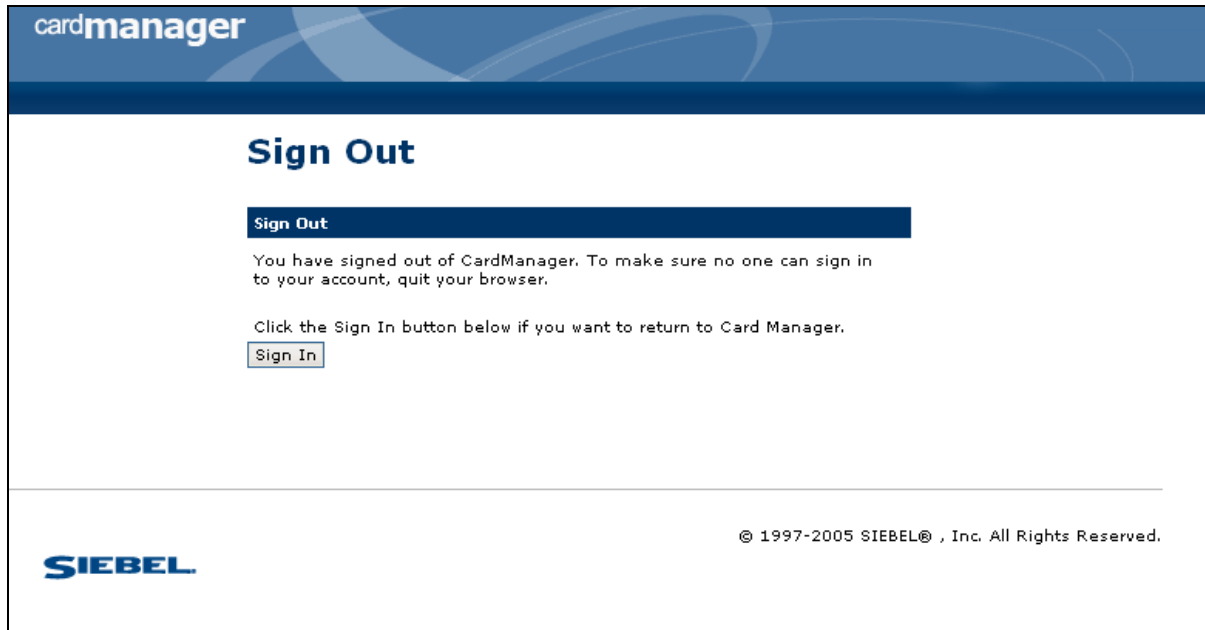 cardmanager
Sign Out
Sign Out
You have signed out of CardManager. To make sure no one can sign in
to your account, quit your browser.
Click the Sign In button below if you want to return to Card Manager.
Sign In
© 1997-2005 SIEBEL® , Inc. All Rights Reserved.
SIEBEL.